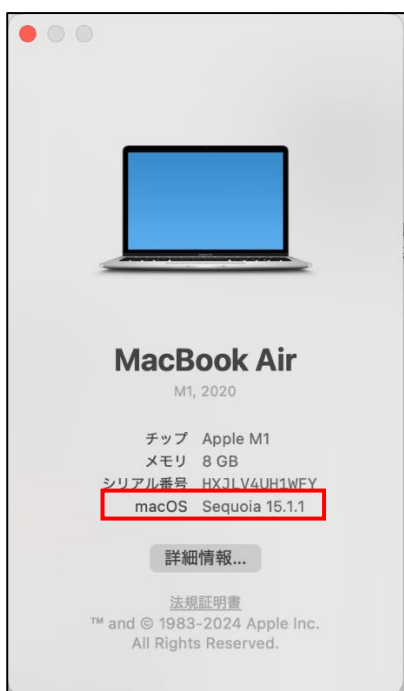 MacBook Air
M1, 2020
チップ Apple M1
メモリ 8 GB
シリアル番号 HXJLV4UH1WFY
macOS Sequoia 15.1.1
詳細情報...
法規証明書
™ and © 1983-2024 Apple Inc.
All Rights Reserved.